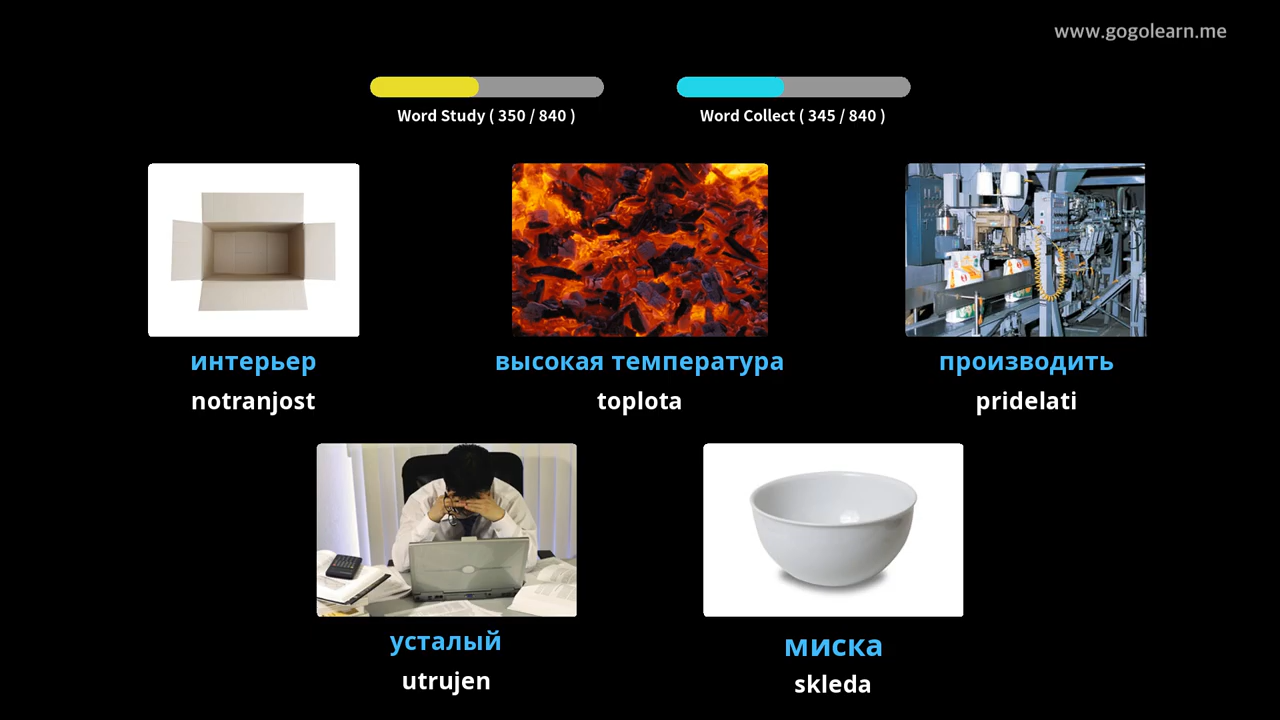 www.gogolearn.me
Word Study ( 350 / 840 )
Word Collect ( 345 / 840 )
интерьер
notranjost
высокая температура
toplota
производить
pridelati
усталый
utrujen
миска
skleda